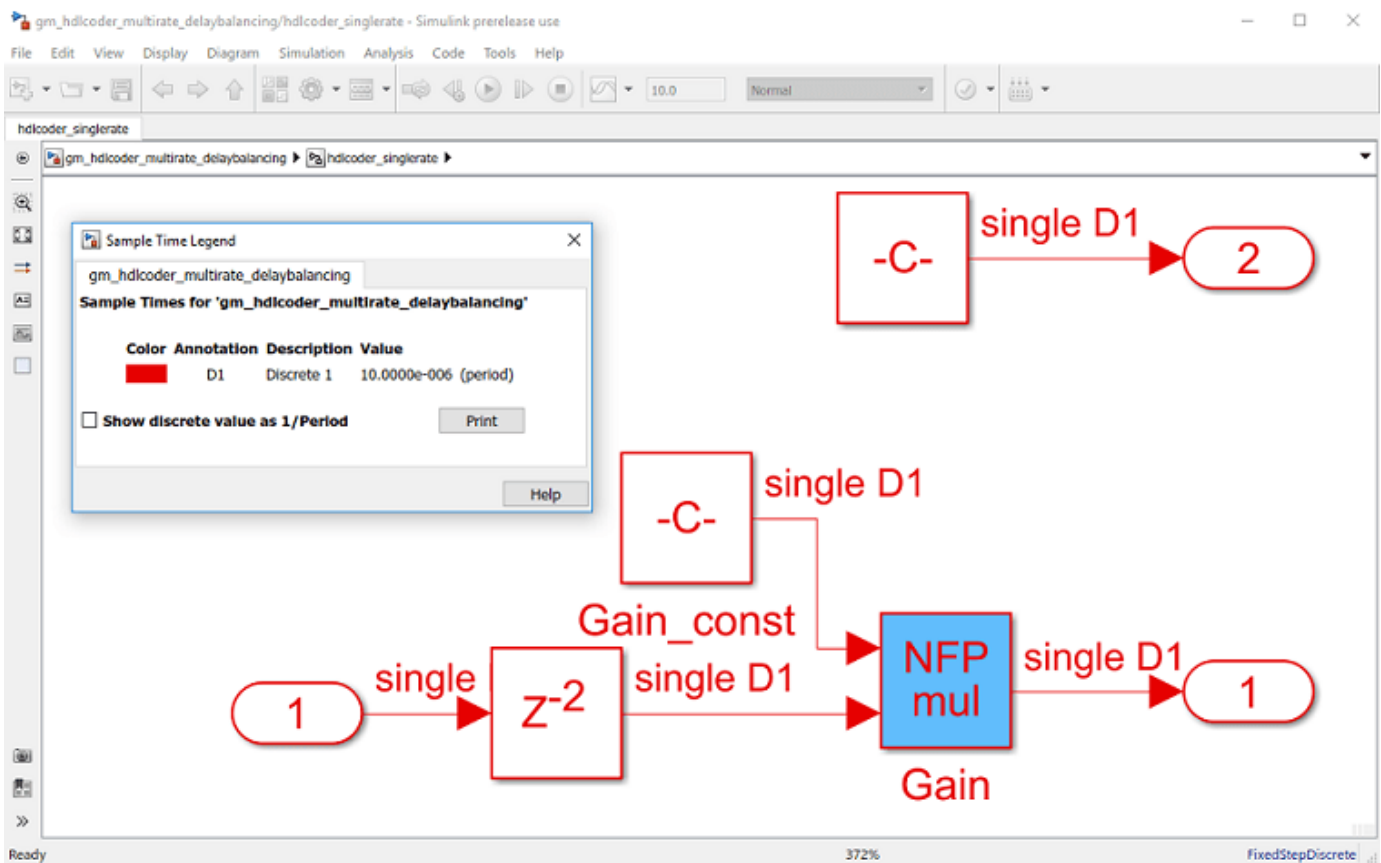 gm_hdlcoder_multirate_delaybalancing/hdlcoder_singlerate - Simulink prerelease use
File Edit View Display Diagram Simulation Analysis Code Tools Help
10.0 Normal
hdlcoder_singlerate
gm_hdlcoder_multirate_delaybalancing hdlcoder_singlerate
Sample Time Legend
gm_hdlcoder_multirate_delaybalancing
Sample Times for 'gm_hdlcoder_multirate_delaybalancing'
Color Annotation Description Value
D1 Discrete 1 10.0000e-006 (period)
Show discrete value as 1/Period Print
Help
-C- single D1 2
-C- single D1
Gain_const
1 single Z-2 single D1 NFP mul single D1 1
Gain
Ready 372% FixedStepDiscrete